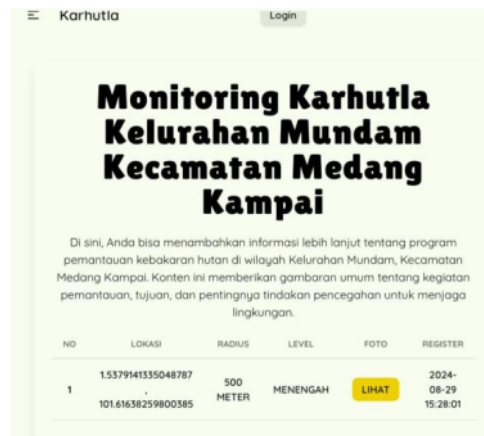 Karhutla Login
Monitoring Karhutla
Kelurahan Mundam
Kecamatan Medang
Kampai
Di sini, Anda bisa menambahkan informasi lebih lanjut tentang program
pemantauan kebakaran hutan di wilayah Kelurahan Mundam, Kecamatan
Medang Kampai. Konten ini memberikan gambaran umum tentang kegiatan
pemantauan, tujuan, dan pentingnya tindakan pencegahan untuk menjaga
lingkungan.
NO LOKASI RADIUS LEVEL FOTO REGISTER
1 1.5379141335048787 , 101.61638259800385 500 METER MENENGAH LIHAT 2024-08-29 15:28:01